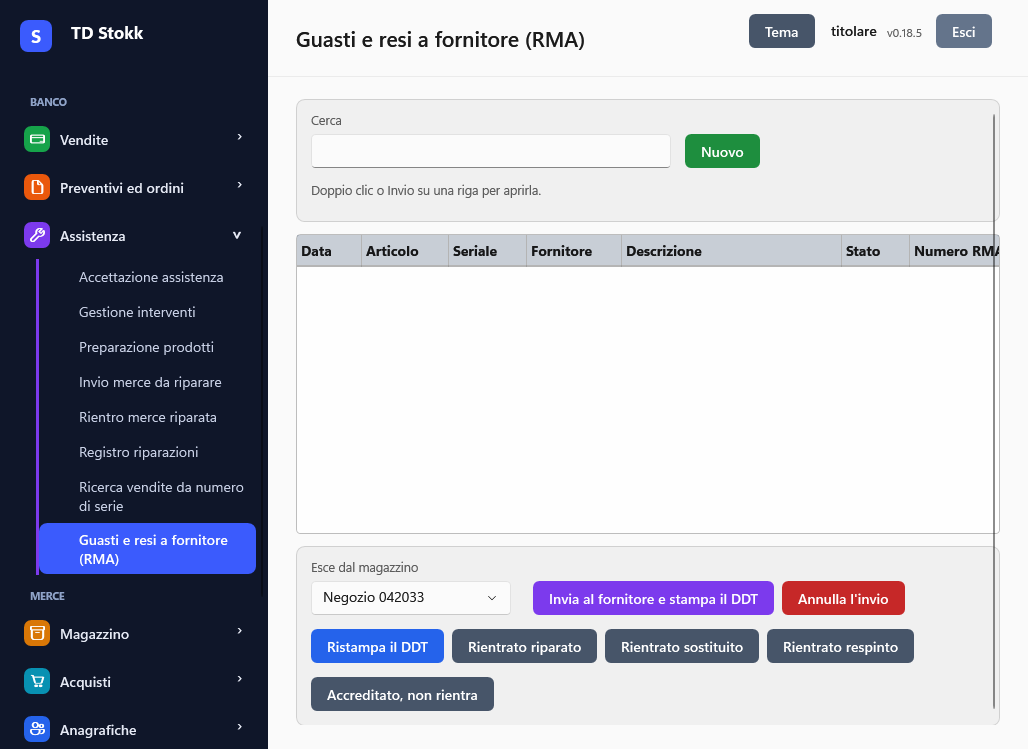 S
TD Stokk
BANCO
Vendite
Preventivi ed ordini
Assistenza
Accettazione assistenza
Gestione interventi
Preparazione prodotti
Invio merce da riparare
Rientro merce riparata
Registro riparazioni
Ricerca vendite da numero
di serie
Guasti e resi a fornitore
(RMA)
MERCE
Magazzino
Acquisti
Anagrafiche
Guasti e resi a fornitore (RMA)
Tema
titolare
v0.18.5
Esci
Cerca
Nuovo
Doppio clic o Invio su una riga per aprirla.
Data Articolo Seriale Fornitore Descrizione Stato Numero RMA
Esce dal magazzino
Negozio 042033
Invia al fornitore e stampa il DDT
Annulla l'invio
Ristampa il DDT
Rientrato riparato
Rientrato sostituito
Rientrato respinto
Accreditato, non rientra